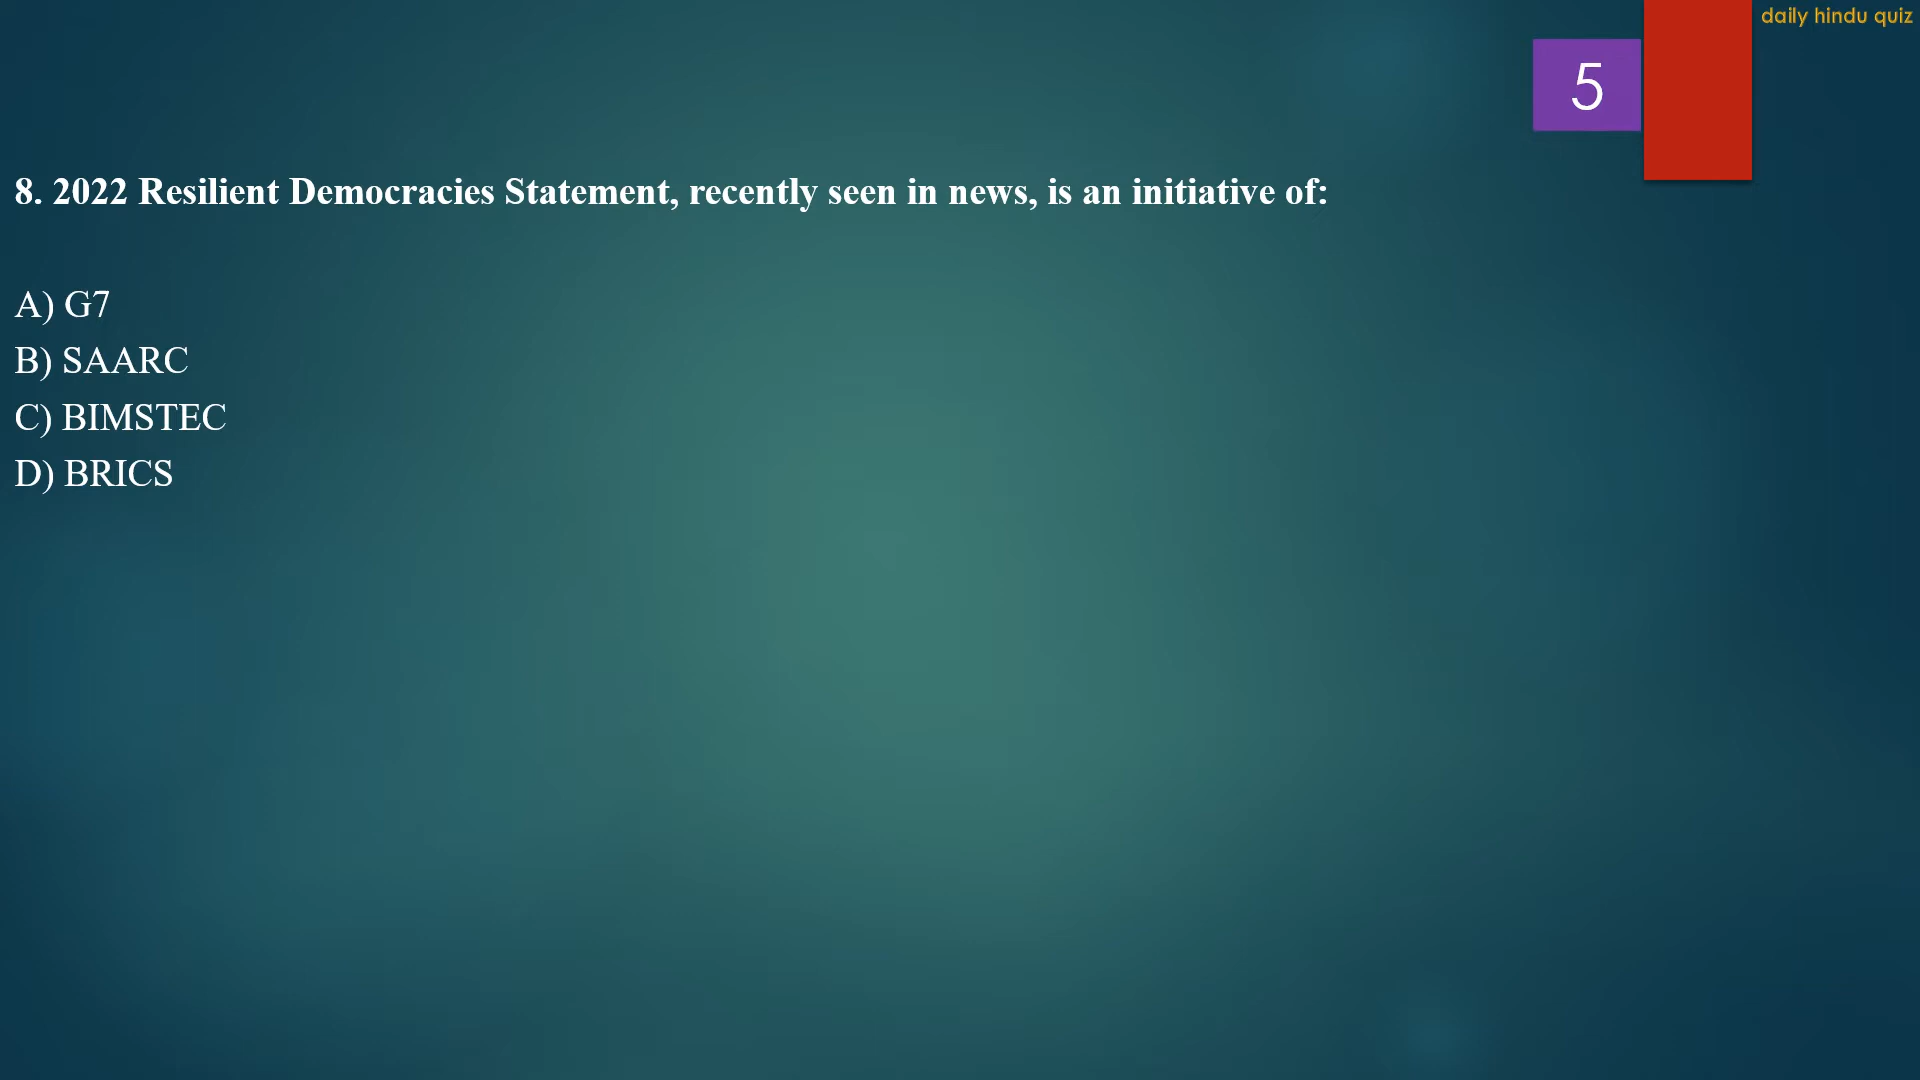 daily hindu quiz
5
8. 2022 Resilient Democracies Statement, recently seen in news, is an initiative of:
A) G7
B) SAARC
C) BIMSTEC
D) BRICS